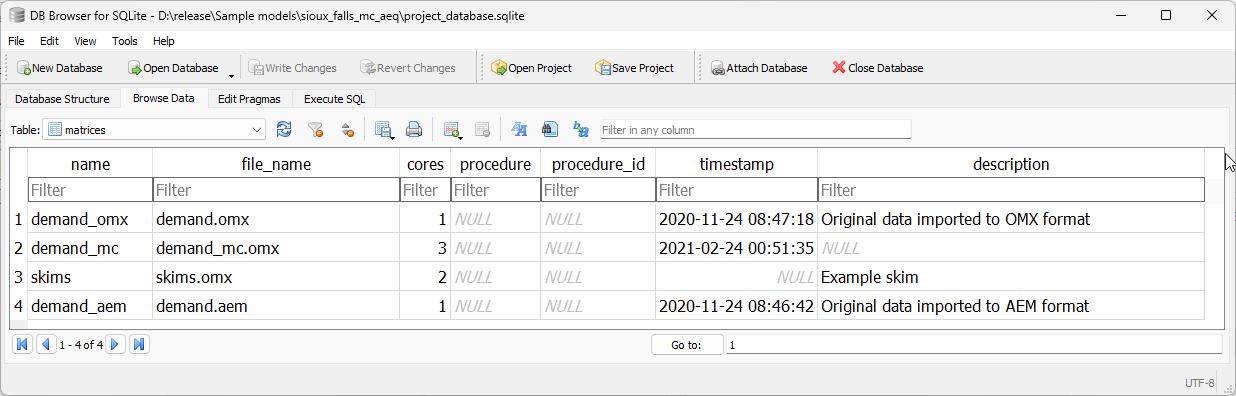 DB Browser for SQLite - D:\release\Sample models\sioux_falls_mc_aeq\project_database.sqlite
File Edit View Tools Help
New Database Open Database Write Changes Revert Changes Open Project Save Project Attach Database Close Database
Database Structure Browse Data Edit Pragmas Execute SQL
Table: matrices Filter in any column
name file_name cores procedure procedure_id timestamp description
Filter Filter Filter Filter Filter Filter Filter
1 demand_omx demand.omx 1 NULL NULL 2020-11-24 08:47:18 Original data imported to OMX format
2 demand_mc demand_mc.omx 3 NULL NULL 2021-02-24 00:51:35 NULL
3 skims skims.omx 2 NULL NULL NULL Example skim
4 demand_aem demand.aem 1 NULL NULL 2020-11-24 08:46:42 Original data imported to AEM format
1 - 4 of 4 Go to: 1
UTF-8